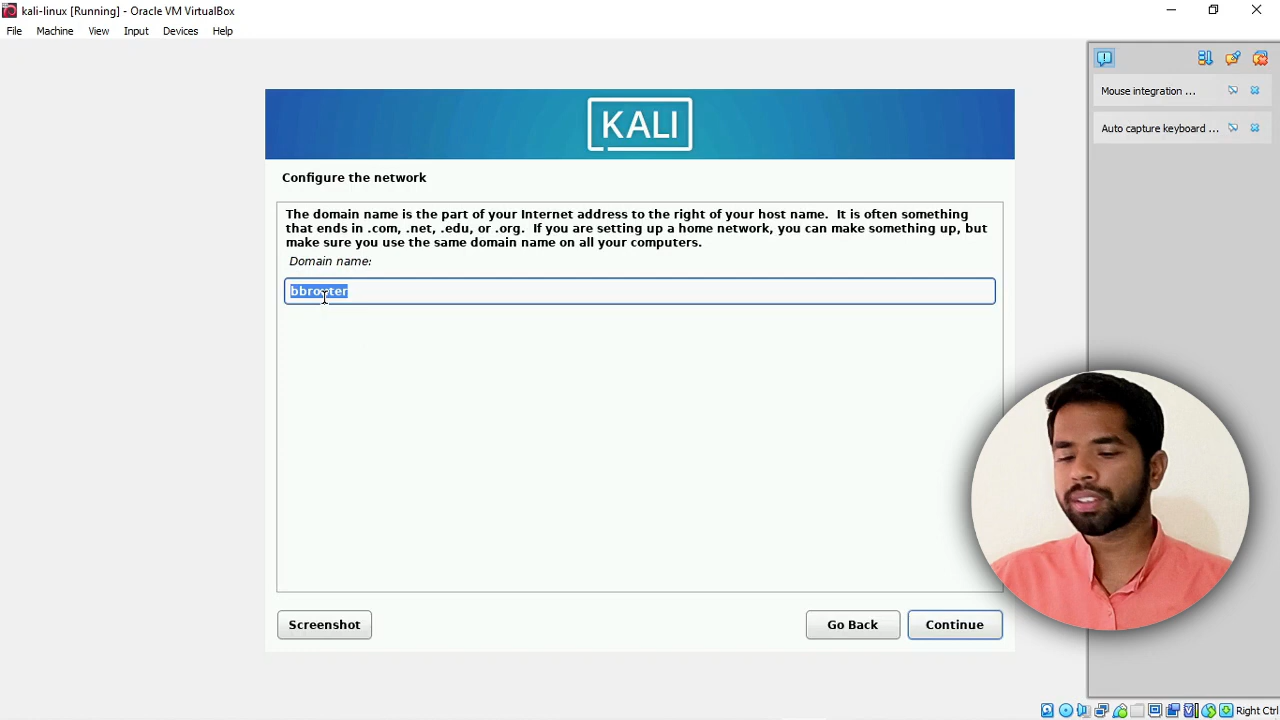 kali-linux [Running] - Oracle VM VirtualBox
File Machine View Input Devices Help
Mouse integration ...
Auto capture keyboard ...
KALI
Configure the network
The domain name is the part of your Internet address to the right of your host name. It is often something
that ends in .com, .net, .edu, or .org. If you are setting up a home network, you can make something up, but
make sure you use the same domain name on all your computers.
Domain name:
bbrooter
Screenshot
Go Back
Continue
Right Ctrl